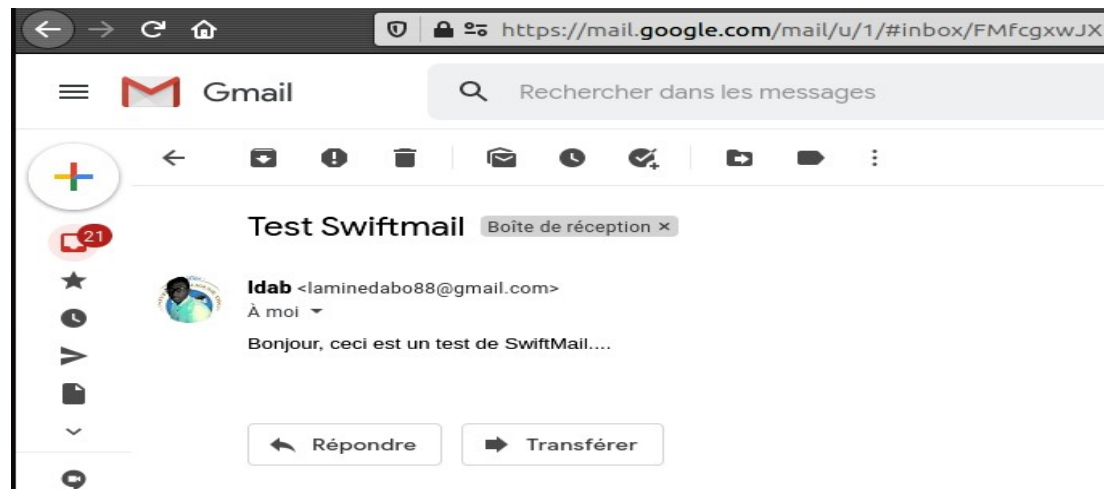 https://mail.google.com/mail/u/1/#inbox/FMfcgxwJX
Gmail
Rechercher dans les messages
21
Test Swiftmail Boîte de réception ×
ldab <laminedabo88@gmail.com>
À moi
Bonjour, ceci est un test de SwiftMail....
Répondre Transférer